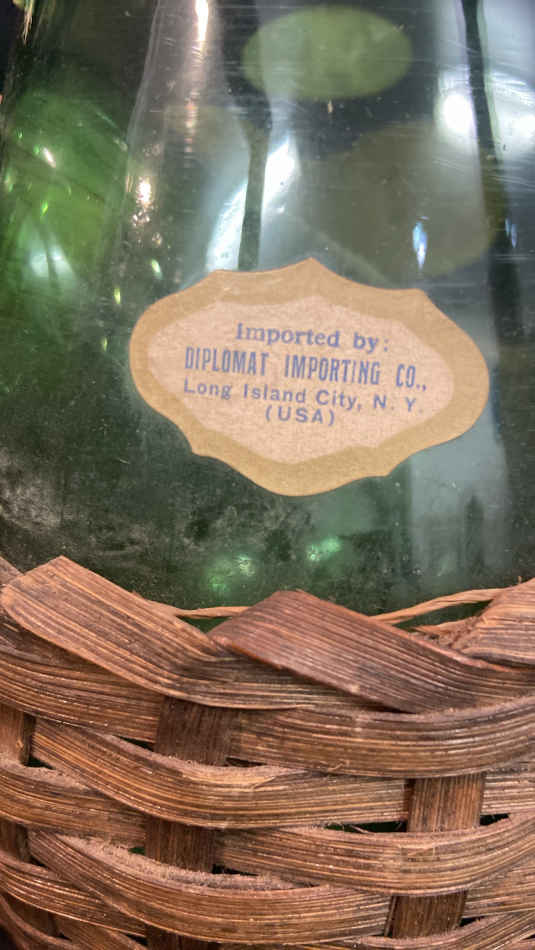 Imported by:
DIPLOMAT IMPORTING CO.,
Long Island City, N. Y.
(USA)